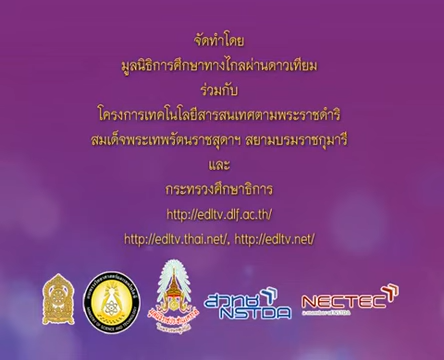 จัดทำโดย
มูลนิธิการศึกษาทางไกลผ่านดาวเทียม
ร่วมกับ
โครงการเทคโนโลยีสารสนเทศตามพระราชดำริ
สมเด็จพระเทพรัตนราชสุดาฯ สยามบรมราชกุมารี
และ
กระทรวงศึกษาธิการ
http://edltv.dlf.ac.th/
http://edltv.thai.net/, http://edltv.net/
สวทช NSTDA
NECTEC
a member of NSTDA